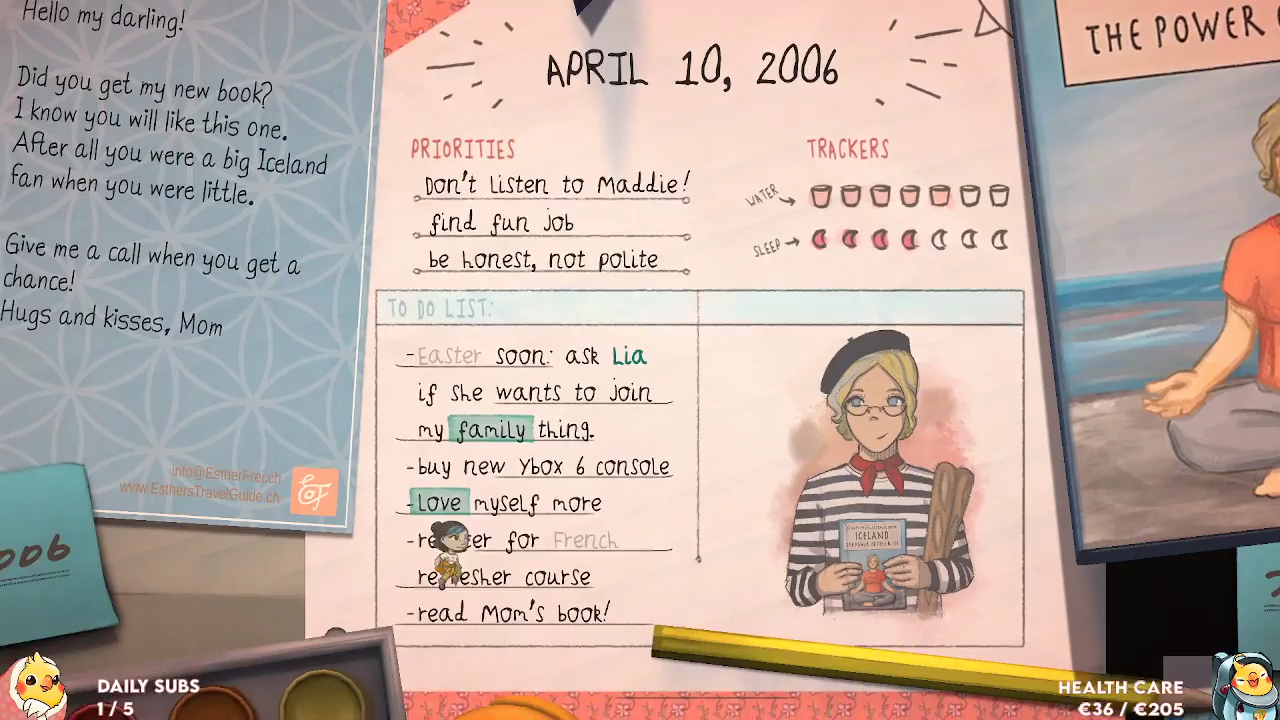 Hello my darling!
Did you get my new book?
I know you will like this one.
After all you were a big Iceland
fan when you were little.
Give me a call when you get a
chance!
Hugs and kisses, Mom
info@EstherFrei.ch
www.EsthersTravelGuide.ch
APRIL 10, 2006
PRIORITIES
Don't listen to Maddie!
find fun job
be honest, not polite
TRACKERS
WATER
SLEEP
TO DO LIST:
-Easter soon: ask Lia
if she wants to join
my family thing.
-buy new Ybox 6 console
-Love myself more
for French
course
-read Mom's book!
ICELAND
THE POWER
DAILY SUBS
1 / 5
HEALTH CARE
€36 / €205